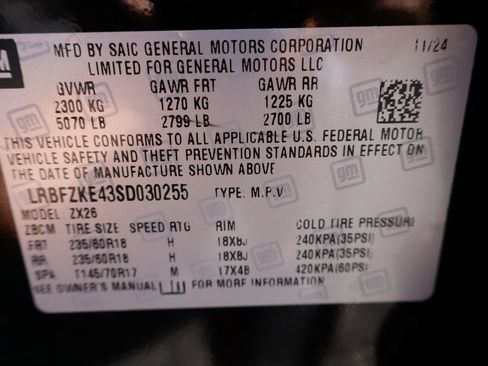 gm
MFD BY SAIC GENERAL MOTORS CORPORATION 11/24
LIMITED FOR GENERAL MOTORS LLC
GVWR GAWR FRT GAWR RR
2300 KG 1270 KG 1225 KG
5070 LB 2799 LB 2700 LB
THIS VEHICLE CONFORMS TO ALL APPLICABLE U.S. FEDERAL MOTOR
VEHICLE SAFETY AND THEFT PREVENTION STANDARDS IN EFFECT ON
THE DATE OF MANUFACTURE SHOWN ABOVE
LRBFZKE43SD030255 TYPE: M.P.V
MODEL: ZX26
ZBCM TIRE SIZE SPEED RTG RIM COLD TIRE PRESSURE
FRT 235/60R18 H 18X8J 240KPA(35PSI)
RR 235/60R18 H 18X8J 240KPA(35PSI)
SPA T145/70R17 M 17X4B 420KPA(60PSI)
SEE OWNER'S MANUAL FOR MORE INFORMATION